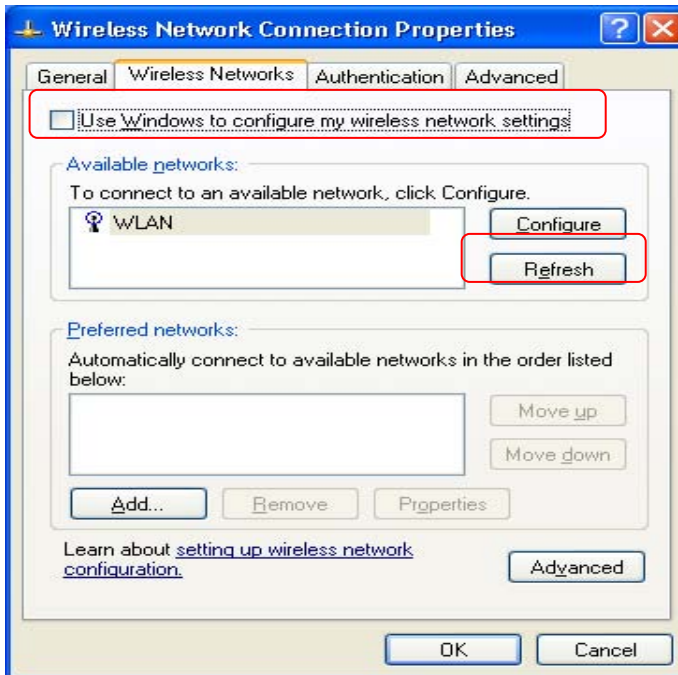 Wireless Network Connection Properties
General Wireless Networks Authentication Advanced
Use Windows to configure my wireless network settings
Available networks:
To connect to an available network, click Configure.
WLAN
Configure
Refresh
Preferred networks:
Automatically connect to available networks in the order listed
below:
Move up
Move down
Add... Remove Properties
Learn about setting up wireless network
configuration.
Advanced
OK Cancel